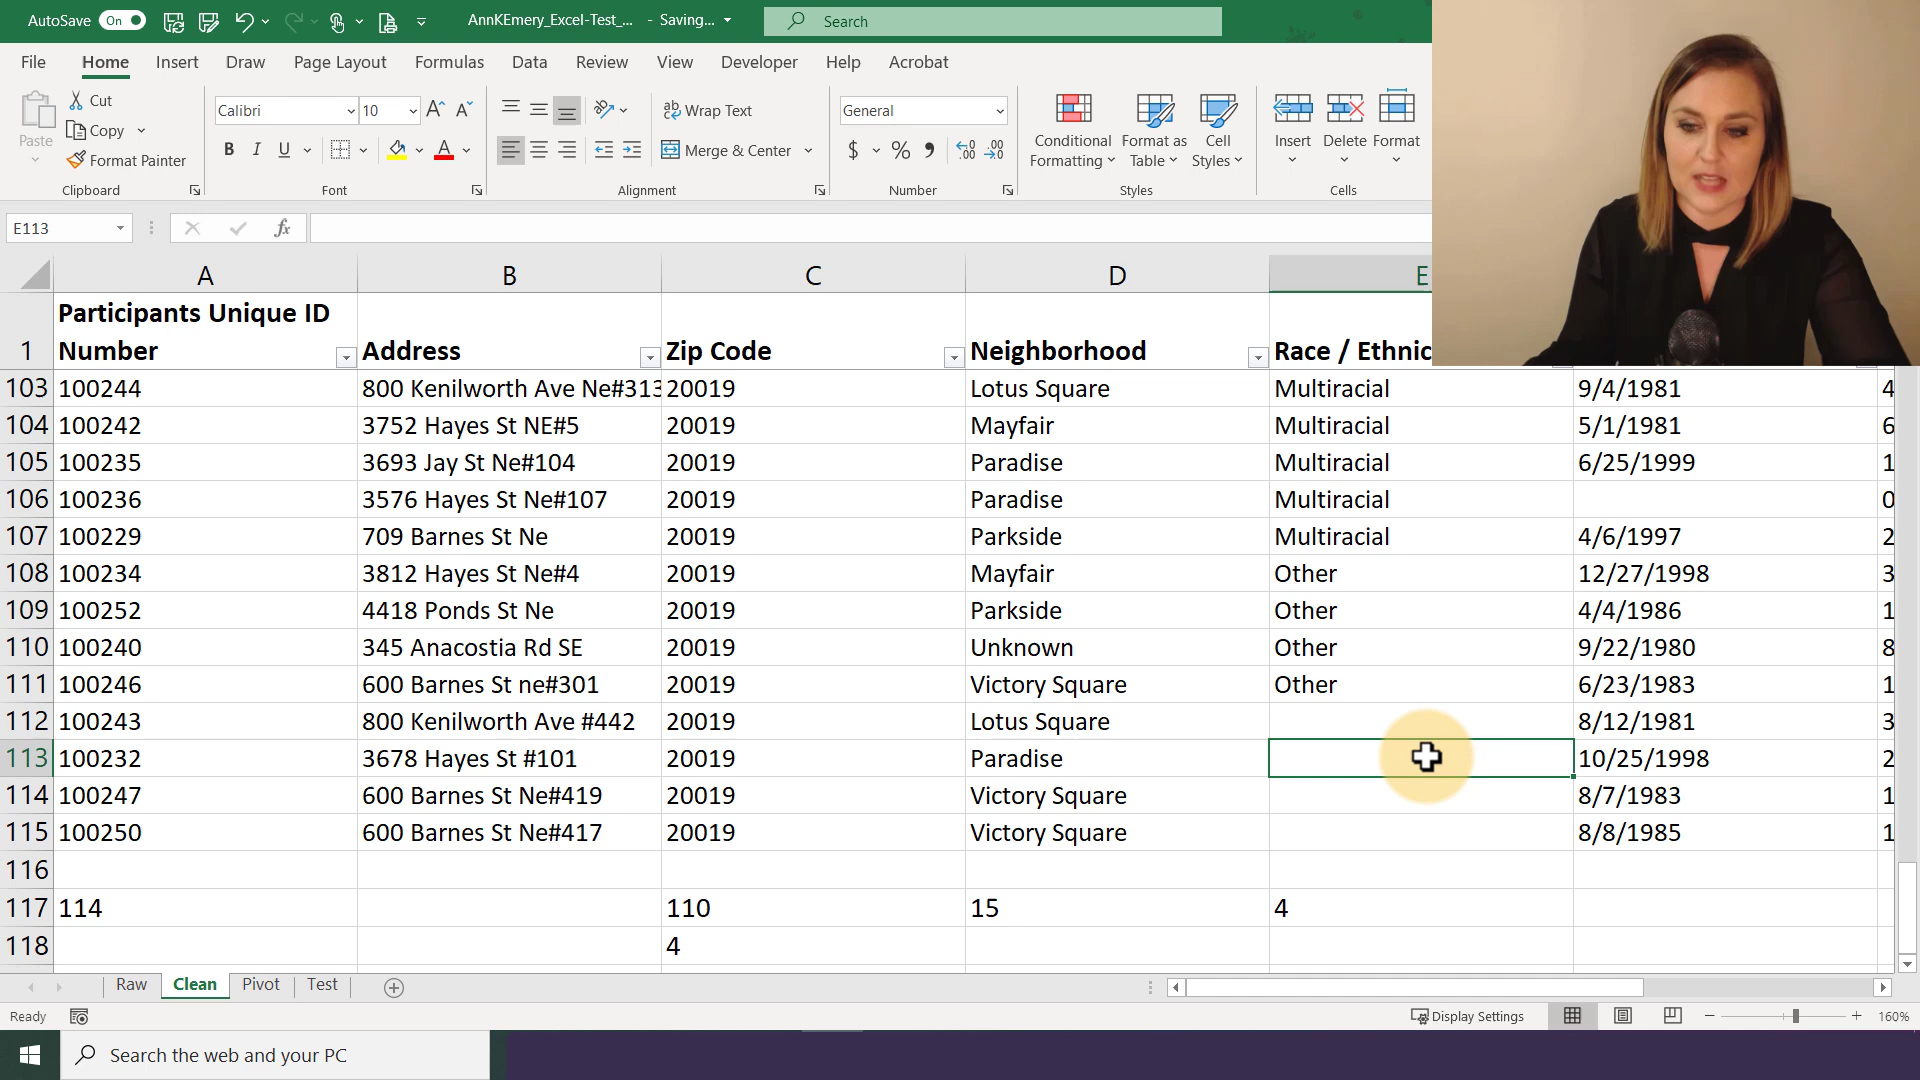 AutoSave On AnnKEmery_Excel-Test_... - Saving... Search
File Home Insert Draw Page Layout Formulas Data Review View Developer Help Acrobat
Paste Cut Copy Format Painter Clipboard
Calibri 10 B I U A Font
Wrap Text Merge & Center Alignment
General $ % Number
Conditional Formatting Format as Table Cell Styles Styles
Insert Delete Format Cells
E113 fx
A B C D E
1 Participants Unique ID Number Address Zip Code Neighborhood Race / Ethnic
103 100244 800 Kenilworth Ave Ne#313 20019 Lotus Square Multiracial 9/4/1981 4
104 100242 3752 Hayes St NE#5 20019 Mayfair Multiracial 5/1/1981 6
105 100235 3693 Jay St Ne#104 20019 Paradise Multiracial 6/25/1999 1
106 100236 3576 Hayes St Ne#107 20019 Paradise Multiracial 0
107 100229 709 Barnes St Ne 20019 Parkside Multiracial 4/6/1997 2
108 100234 3812 Hayes St Ne#4 20019 Mayfair Other 12/27/1998 3
109 100252 4418 Ponds St Ne 20019 Parkside Other 4/4/1986 1
110 100240 345 Anacostia Rd SE 20019 Unknown Other 9/22/1980 8
111 100246 600 Barnes St ne#301 20019 Victory Square Other 6/23/1983 1
112 100243 800 Kenilworth Ave #442 20019 Lotus Square 8/12/1981 3
113 100232 3678 Hayes St #101 20019 Paradise 10/25/1998 2
114 100247 600 Barnes St Ne#419 20019 Victory Square 8/7/1983 1
115 100250 600 Barnes St Ne#417 20019 Victory Square 8/8/1985 1
116
117 114 110 15 4
118 4
Raw Clean Pivot Test
Ready Display Settings 160%
Search the web and your PC